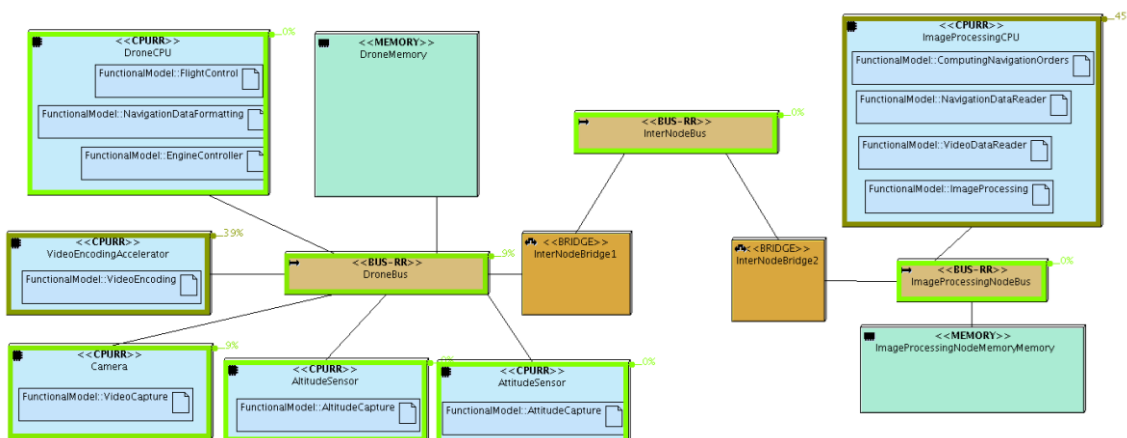 <<CPURR>>
DroneCPU
0%
FunctionalModel::FlightControl
FunctionalModel::NavigationDataFormatting
FunctionalModel::EngineController
<<MEMORY>>
DroneMemory
<<BUS-RR>>
InterNodeBus
0%
<<CPURR>>
ImageProcessingCPU
45
FunctionalModel::ComputingNavigationOrders
FunctionalModel::NavigationDataReader
FunctionalModel::VideoDataReader
FunctionalModel::ImageProcessing
<<CPURR>>
VideoEncodingAccelerator
39%
FunctionalModel::VideoEncoding
<<BUS-RR>>
DroneBus
9%
<<BRIDGE>>
InterNodeBridge1
<<BRIDGE>>
InterNodeBridge2
<<BUS-RR>>
ImageProcessingNodeBus
0%
<<MEMORY>>
ImageProcessingNodeMemoryMemory
<<CPURR>>
Camera
9%
FunctionalModel::VideoCapture
<<CPURR>>
AltitudeSensor
FunctionalModel::AltitudeCapture
<<CPURR>>
AttitudeSensor
0%
FunctionalModel::AttitudeCapture